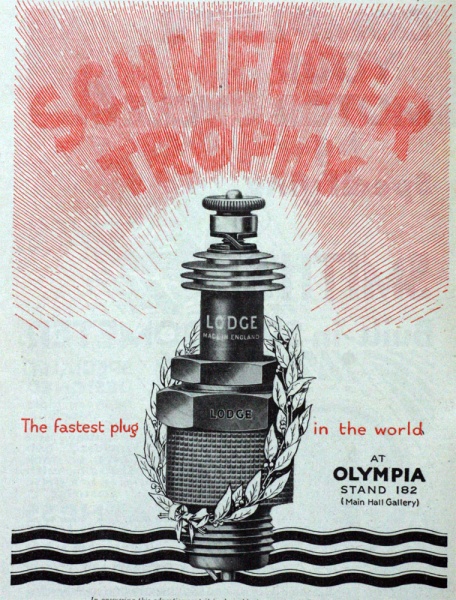 SCHNEIDER
TROPHY
LODGE
MADE IN ENGLAND
LODGE
The fastest plug in the world
AT
OLYMPIA
STAND 182
(Main Hall Gallery)